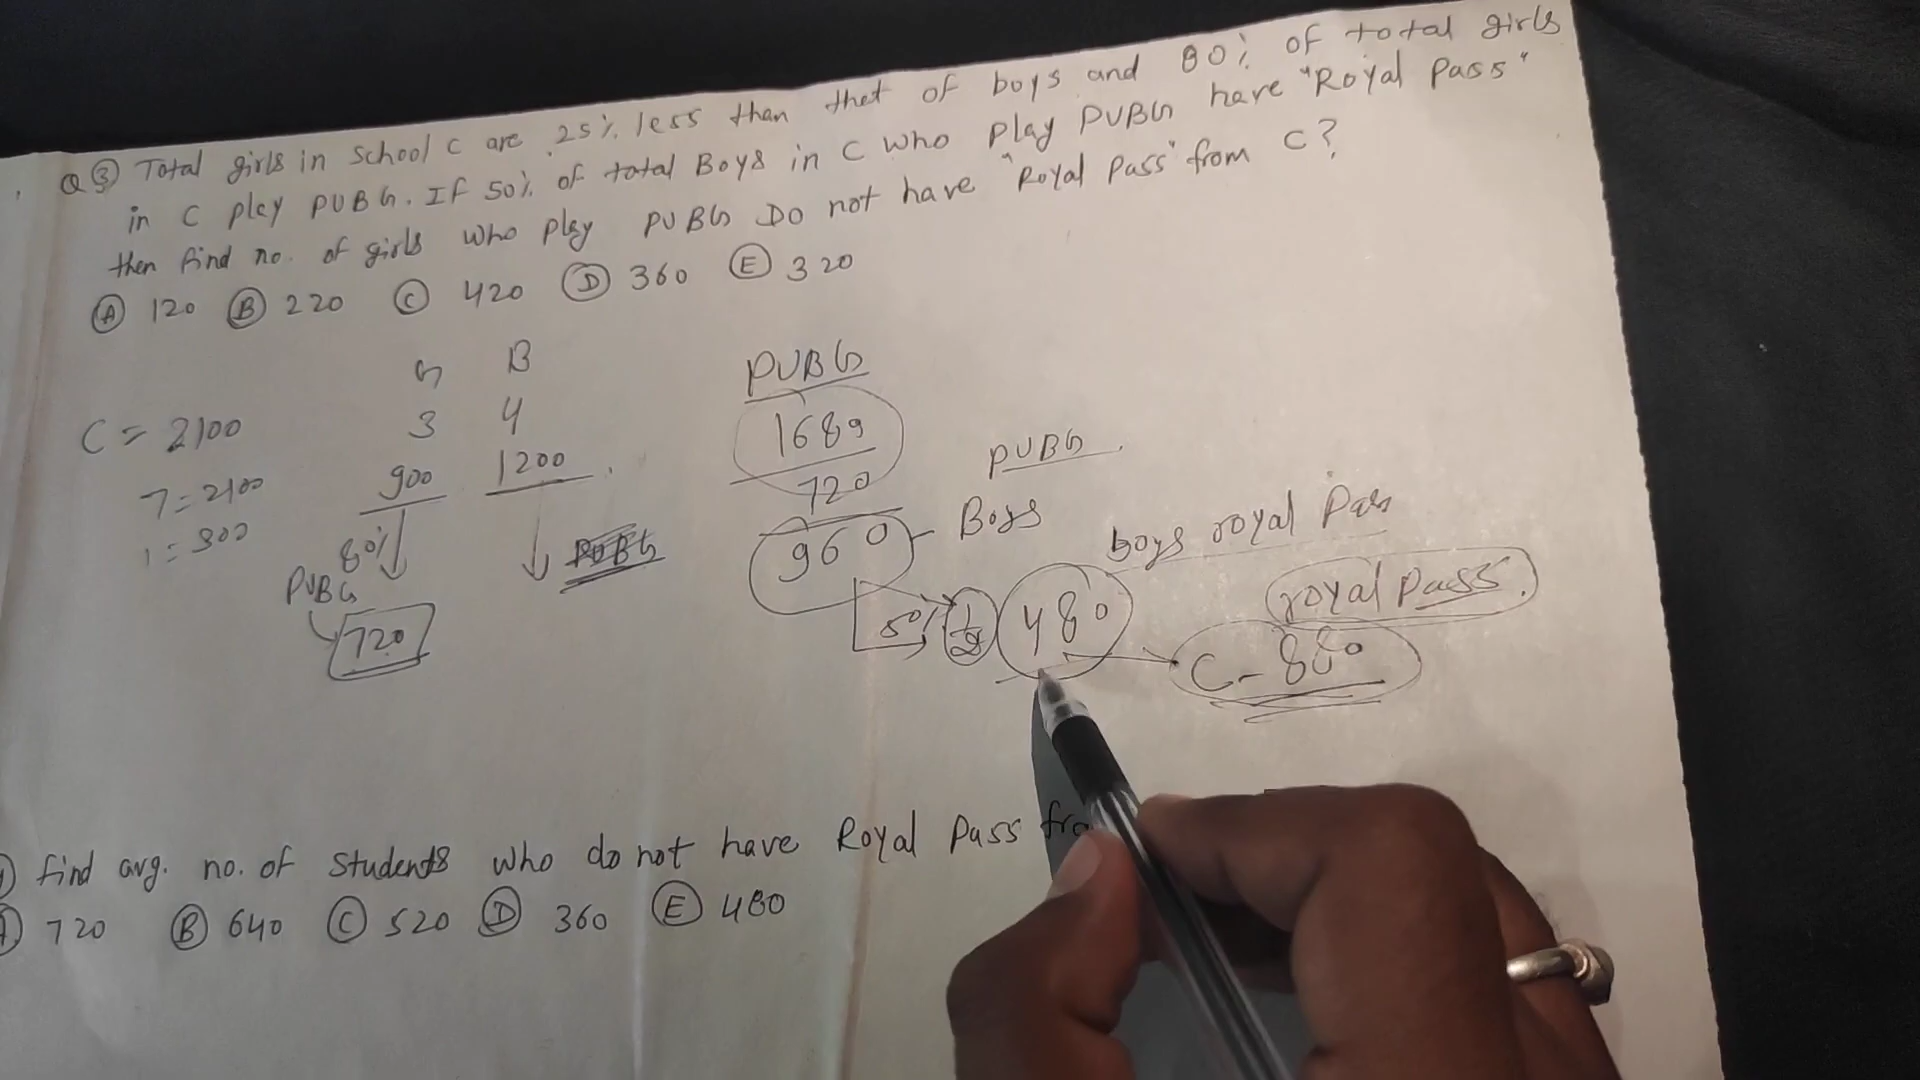 Q ③ Total girls in school C are 25% less than that of boys and 80% of total girls
in C play PUBG. If 50% of total Boys in C who play PUBG have "Royal Pass"
then find no. of girls who play PUBG Do not have "Royal Pass" from C?
Ⓐ 120 Ⓑ 220 Ⓒ 420 Ⓓ 360 Ⓔ 320
G B
3 4
C = 2100
900 1200
7 = 2100
1 = 300
80%
PUBG
720
PUBG
PUBG
1680
720
960 - Boys
PUBG
boys royal Pass
50% 1/2 480
royal Pass.
C - 880
find avg. no. of students who do not have Royal Pass
720 Ⓑ 640 Ⓒ 520 Ⓓ 360 Ⓔ 480